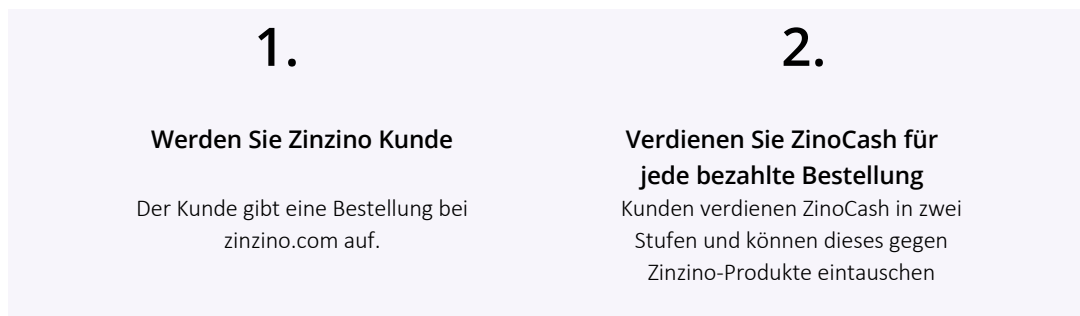 1.
Werden Sie Zinzino Kunde
Der Kunde gibt eine Bestellung bei
zinzino.com auf.
2.
Verdienen Sie ZinoCash für
jede bezahlte Bestellung
Kunden verdienen ZinoCash in zwei
Stufen und können dieses gegen
Zinzino-Produkte eintauschen